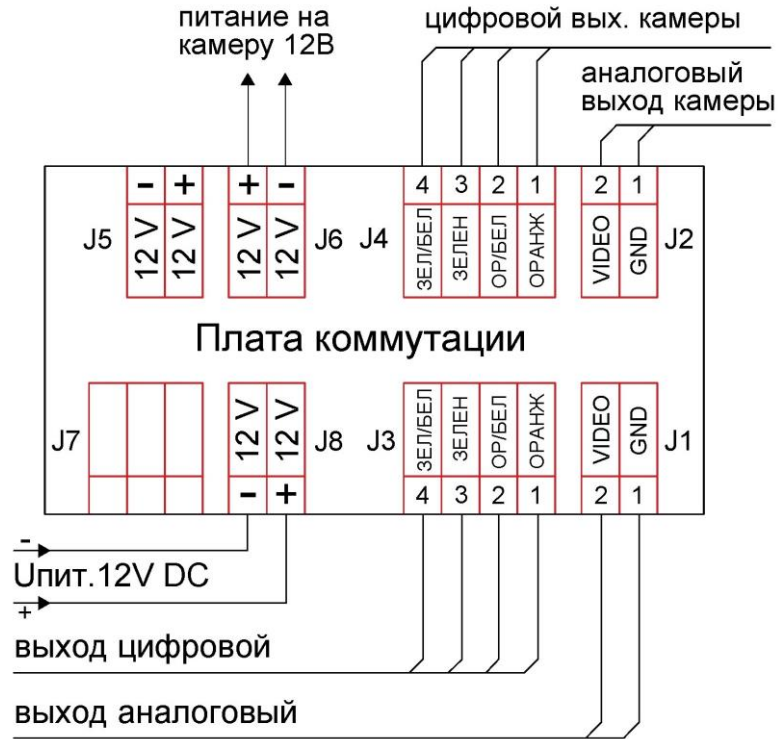 питание на
камеру 12В
цифровой вых. камеры
аналоговый
выход камеры
- + + - 4 3 2 1 2 1
J5 12 V 12 V 12 V 12 V J6 J4 ЗЕЛ/БЕЛ ЗЕЛЕН ОР/БЕЛ ОРАНЖ VIDEO GND J2
Плата коммутации
J7 12 V 12 V J8 J3 ЗЕЛ/БЕЛ ЗЕЛЕН ОР/БЕЛ ОРАНЖ VIDEO GND J1
- + 4 3 2 1 2 1
-
Uпит.12V DC
+
выход цифровой
выход аналоговый